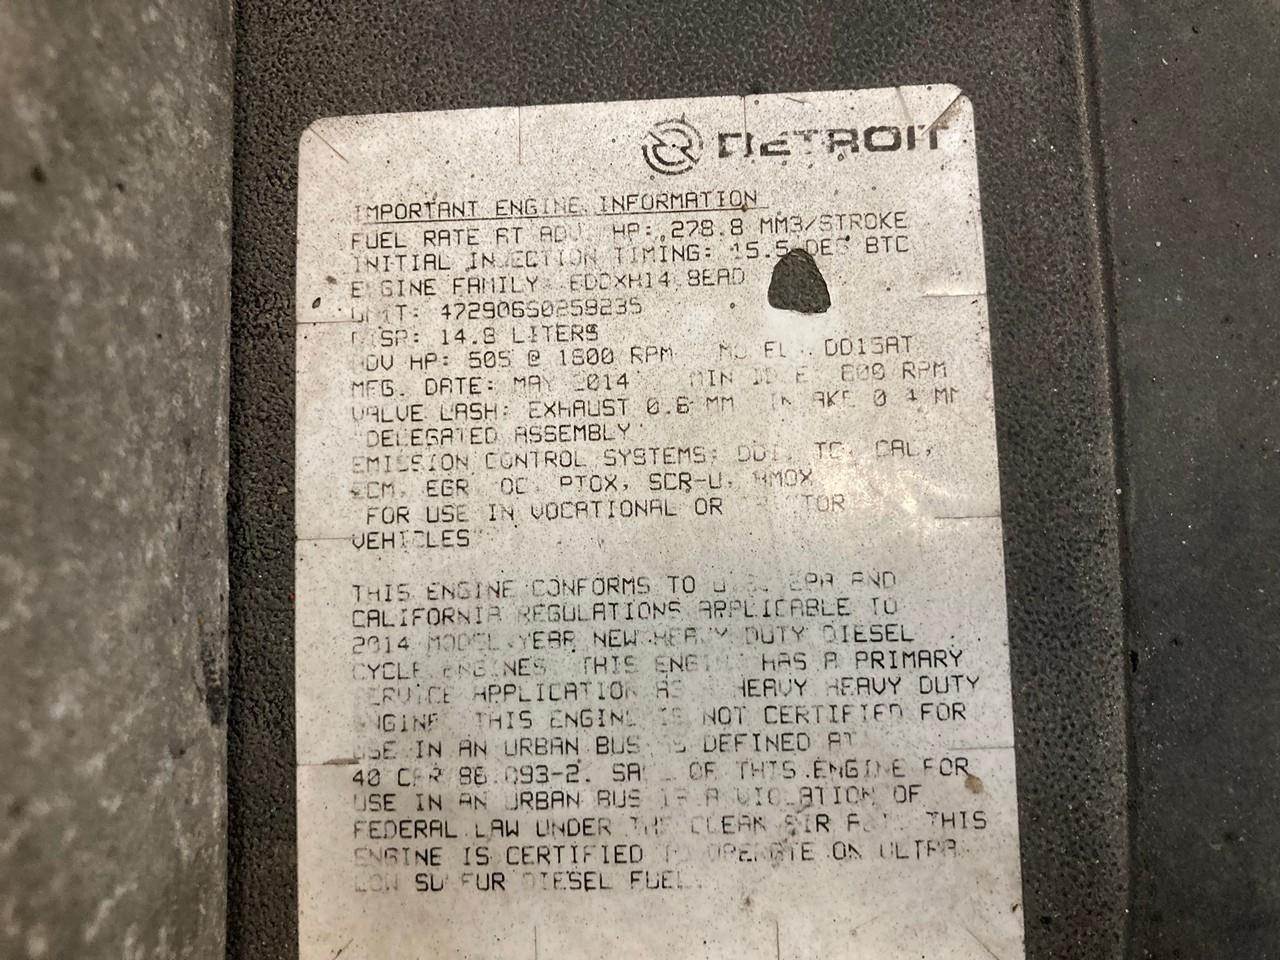 DETROIT
IMPORTANT ENGINE INFORMATION
FUEL RATE AT ADV HP: 278.8 MM3/STROKE
INITIAL INJECTION TIMING: 15.5 DEG BTC
ENGINE FAMILY: EDDXH14.8EAD
UNIT: 472906S0259235
DISP: 14.8 LITERS
ADV HP: 505 @ 1800 RPM MODEL: DD15AT
MFG. DATE: MAY 2014 MIN IDLE 600 RPM
VALVE LASH: EXHAUST 0.6 MM INTAKE 0.4 MM
"DELEGATED ASSEMBLY"
EMISSION CONTROL SYSTEMS: DDI, TC, CAC,
ECM, EGR, OC, PTOX, SCR-U, AMOX
"FOR USE IN VOCATIONAL OR TRACTOR
VEHICLES"
THIS ENGINE CONFORMS TO U.S. EPA AND
CALIFORNIA REGULATIONS APPLICABLE TO
2014 MODEL YEAR NEW HEAVY DUTY DIESEL
CYCLE ENGINES. THIS ENGINE HAS A PRIMARY
SERVICE APPLICATION AS A HEAVY HEAVY DUTY
ENGINE. THIS ENGINE IS NOT CERTIFIED FOR
USE IN AN URBAN BUS AS DEFINED AT
40 CFR 86.093-2. SALE OF THIS ENGINE FOR
USE IN AN URBAN BUS IS A VIOLATION OF
FEDERAL LAW UNDER THE CLEAN AIR ACT. THIS
ENGINE IS CERTIFIED TO OPERATE ON ULTRA
LOW SULFUR DIESEL FUEL.